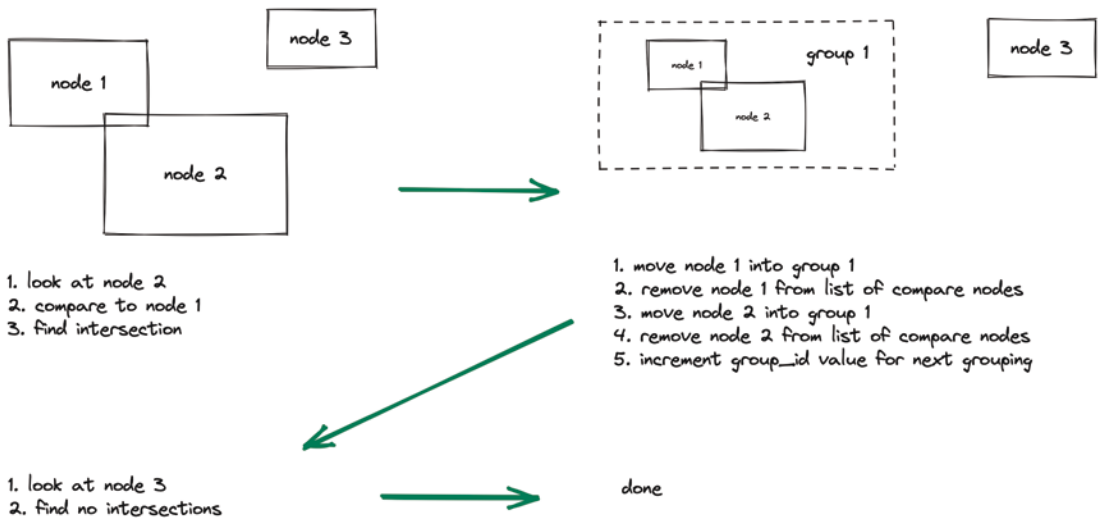 node 1
node 3
node 2
1. look at node 2
2. compare to node 1
3. find intersection
group 1
node 1
node 2
node 3
1. move node 1 into group 1
2. remove node 1 from list of compare nodes
3. move node 2 into group 1
4. remove node 2 from list of compare nodes
5. increment group_id value for next grouping
1. look at node 3
2. find no intersections
done